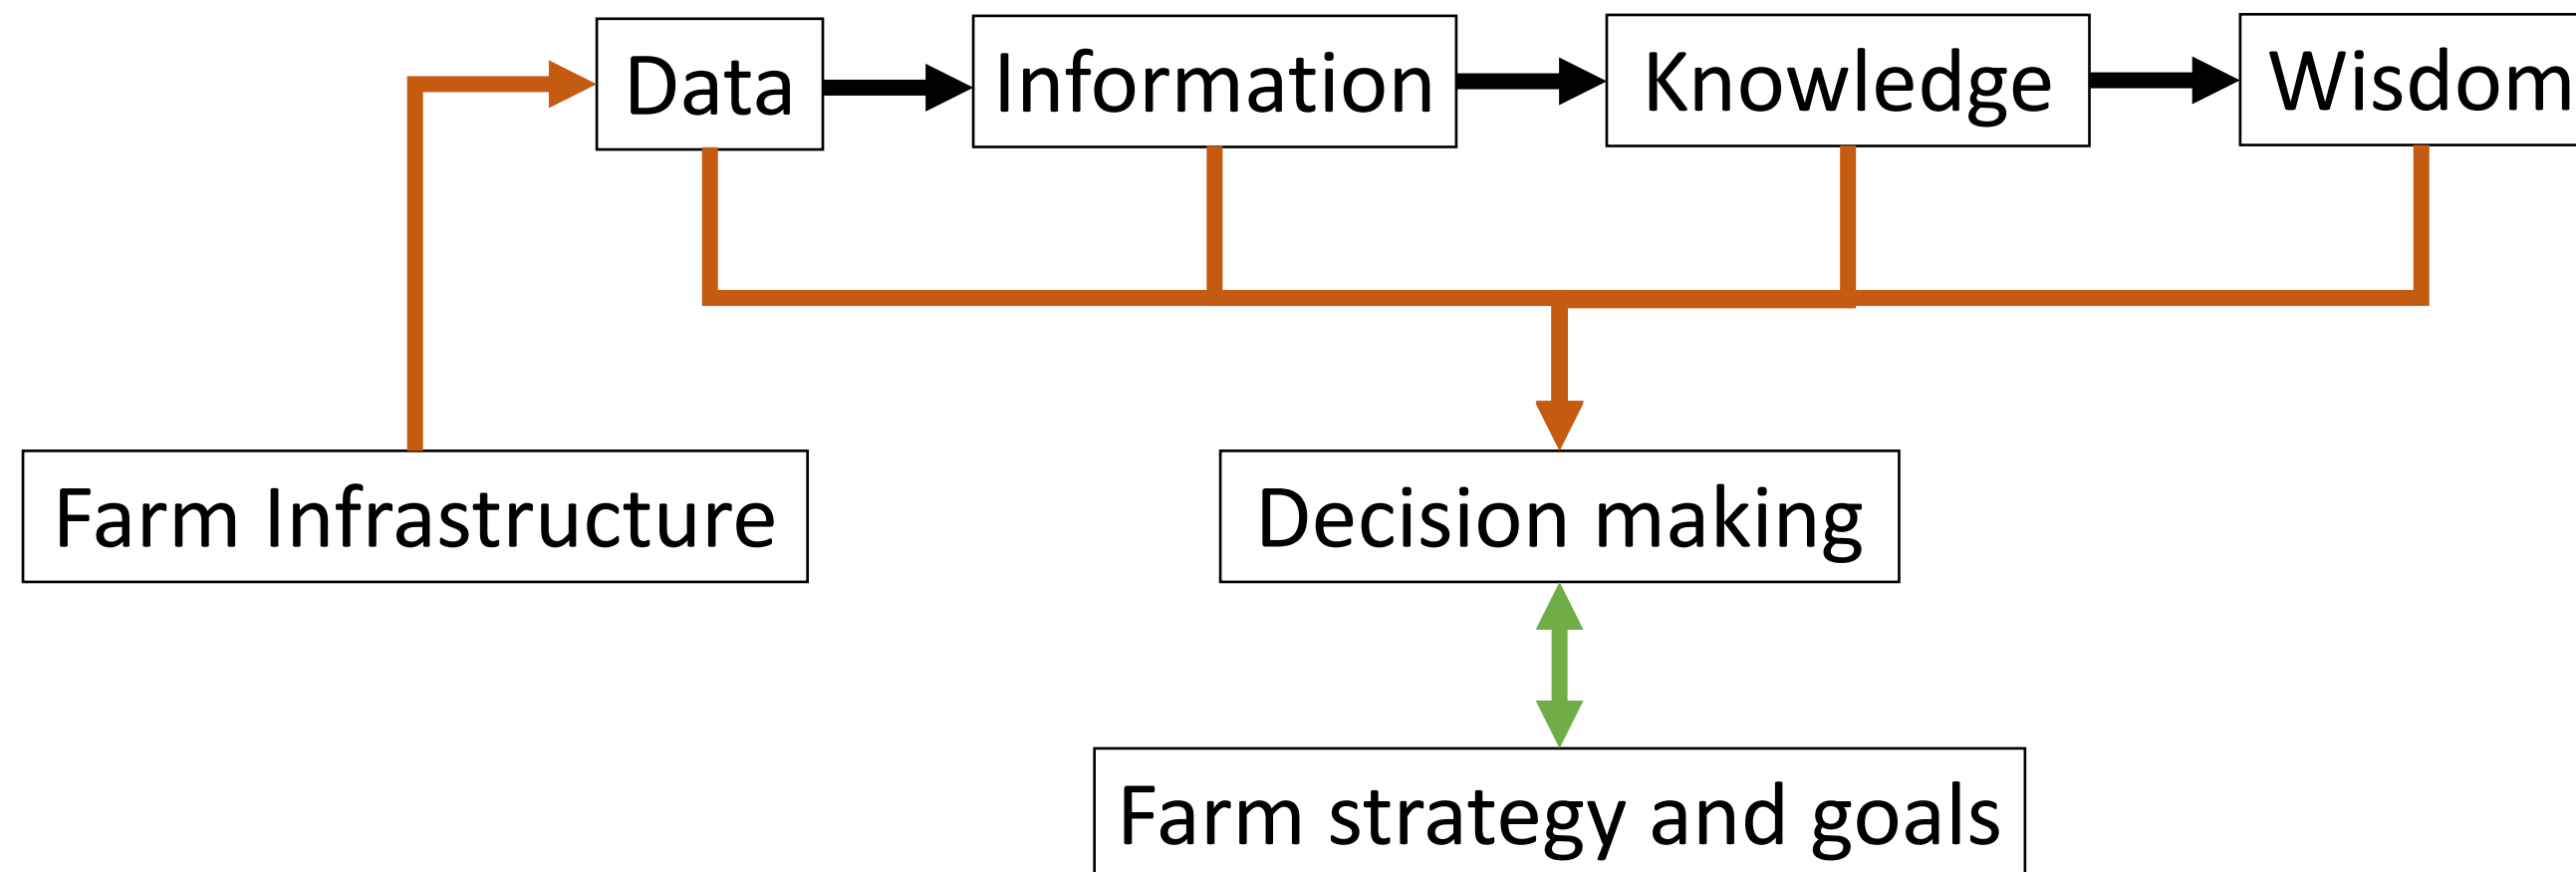 Data
Information
Knowledge
Wisdom
Farm Infrastructure
Decision making
Farm strategy and goals